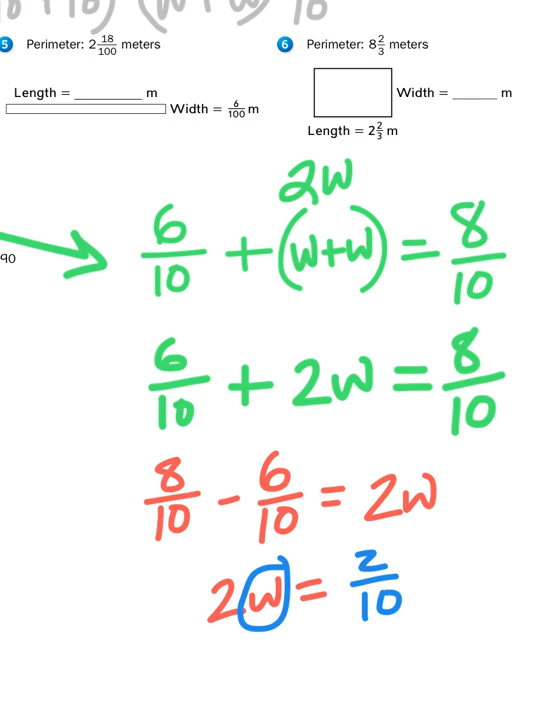 (w + w) 10
5 Perimeter: 2 18/100 meters
6 Perimeter: 8 2/3 meters
Length = ________ m
Width = 6/100 m
Width = _____ m
Length = 2 2/3 m
2w
6/10 + (w+w) = 8/10
90
6/10 + 2w = 8/10
8/10 - 6/10 = 2w
2w = 2/10